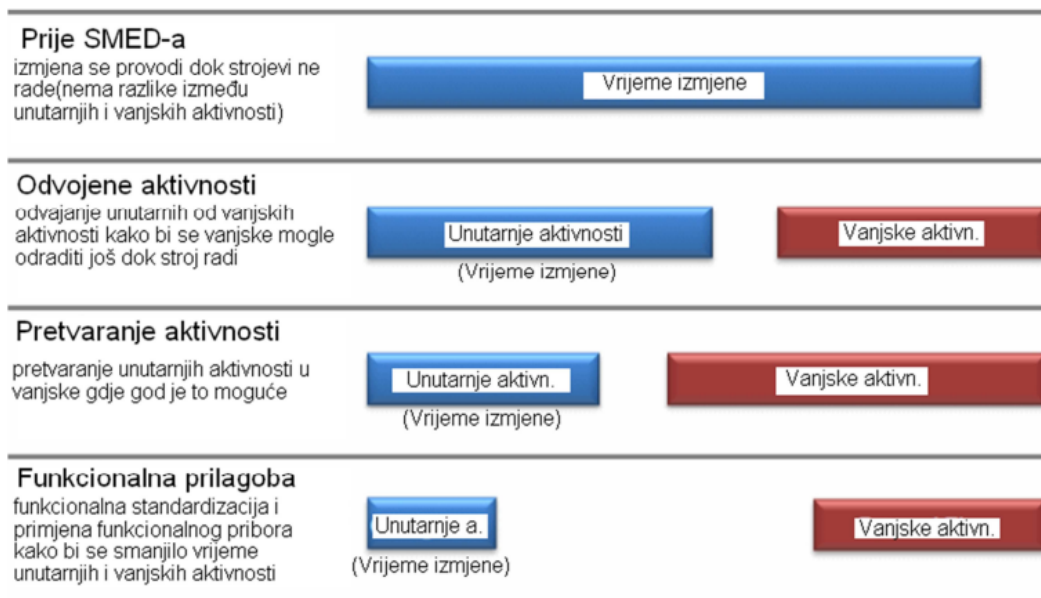 Prije SMED-a
izmjena se provodi dok strojevi ne
rade(nema razlike između
unutarnjih i vanjskih aktivnosti)
Vrijeme izmjene
Odvojene aktivnosti
odvajanje unutarnih od vanjskih
aktivnosti kako bi se vanjske mogle
odraditi još dok stroj radi
Unutarnje aktivnosti
(Vrijeme izmjene)
Vanjske aktivn.
Pretvaranje aktivnosti
pretvaranje unutarnjih aktivnosti u
vanjske gdje god je to moguće
Unutarnje aktivn.
(Vrijeme izmjene)
Vanjske aktivn.
Funkcionalna prilagoba
funkcionalna standardizacija i
primjena funkcionalnog pribora
kako bi se smanjilo vrijeme
unutarnjih i vanjskih aktivnosti
Unutarnje a.
(Vrijeme izmjene)
Vanjske aktivn.